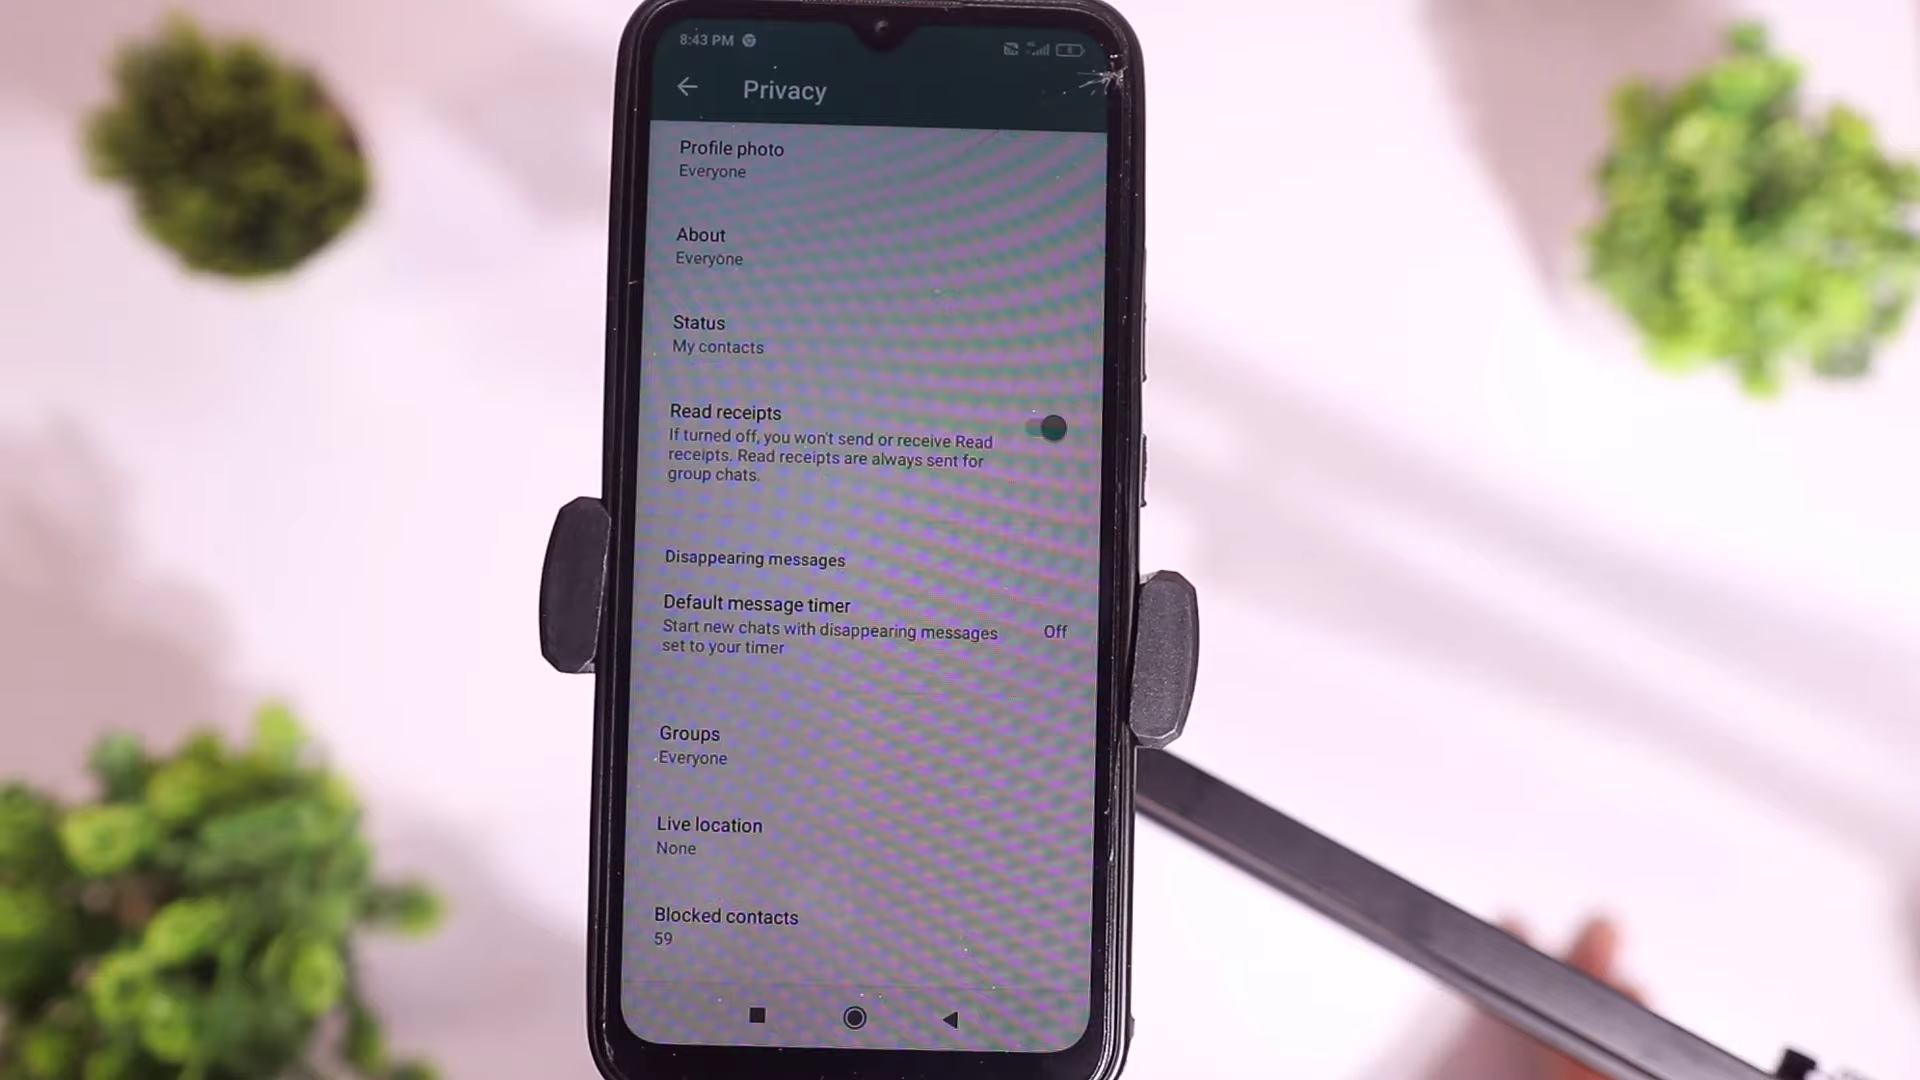 8:43 PM
Privacy
Profile photo
Everyone
About
Everyone
Status
My contacts
Read receipts
If turned off, you won't send or receive Read
receipts. Read receipts are always sent for
group chats.
Disappearing messages
Default message timer
Start new chats with disappearing messages
set to your timer
Off
Groups
Everyone
Live location
None
Blocked contacts
59